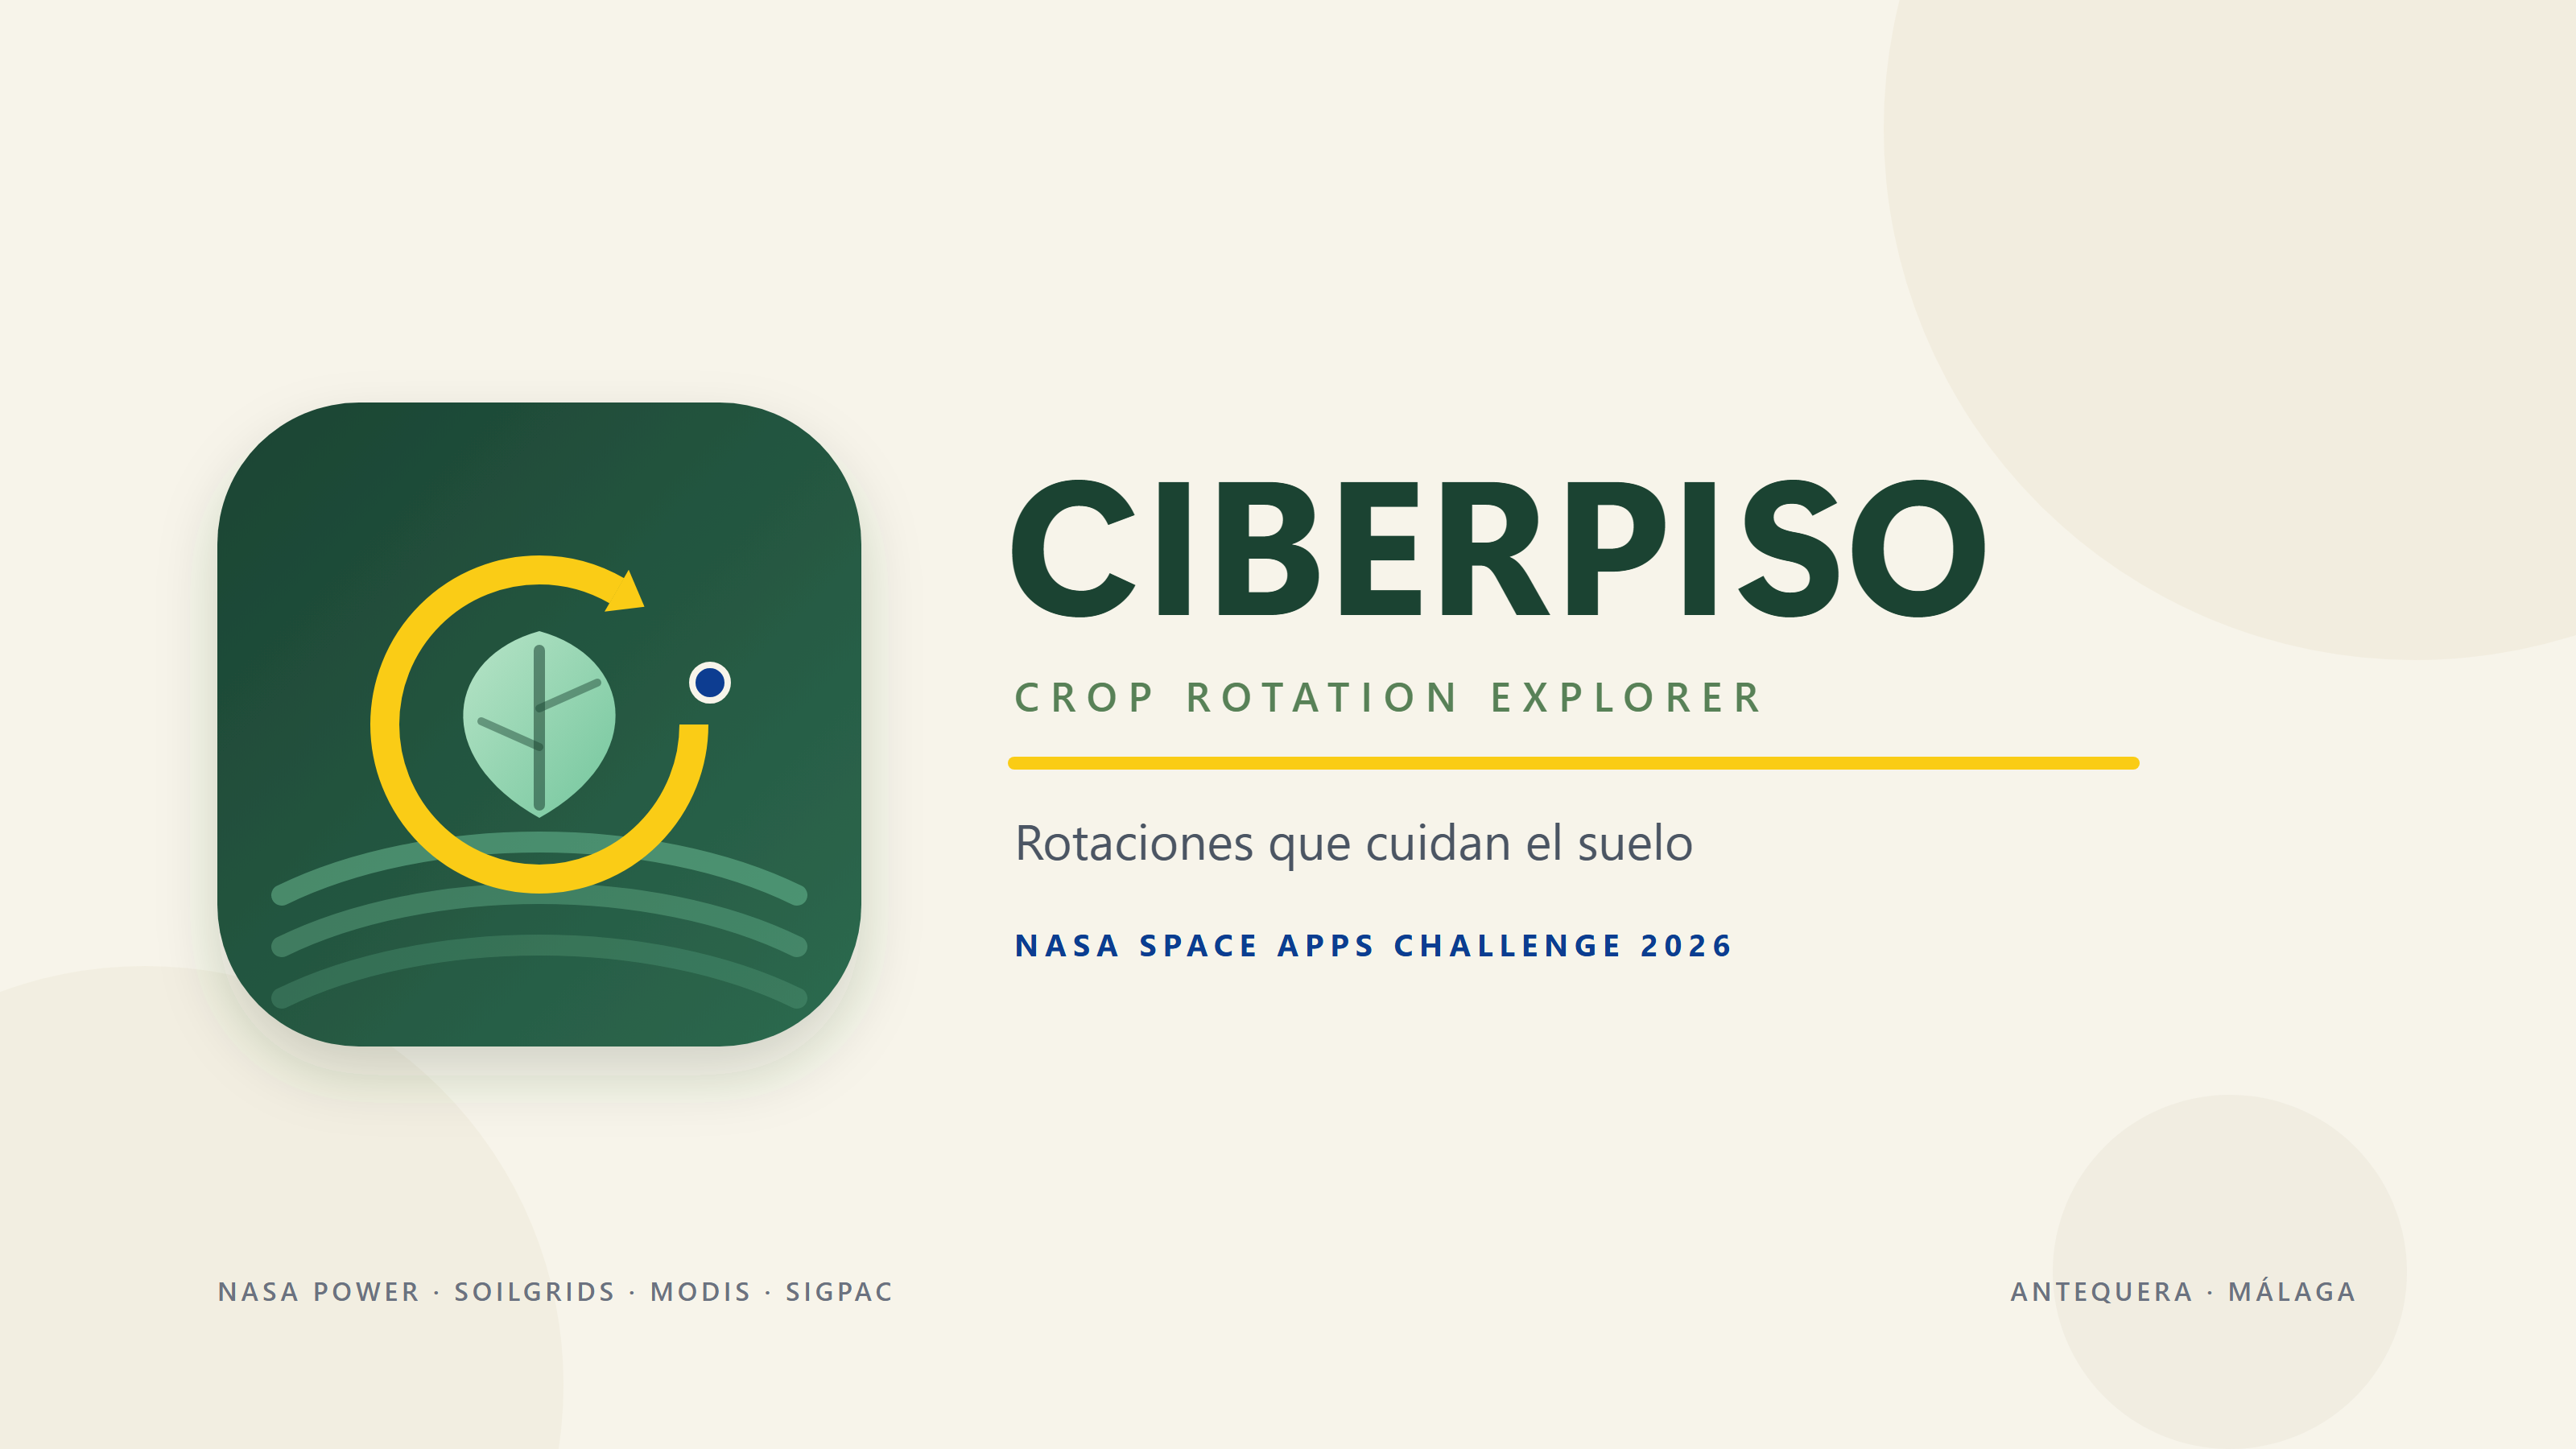 CIBERPISO
CROP ROTATION EXPLORER
Rotaciones que cuidan el suelo
NASA SPACE APPS CHALLENGE 2026
NASA POWER · SOILGRIDS · MODIS · SIGPAC
ANTEQUERA · MÁLAGA